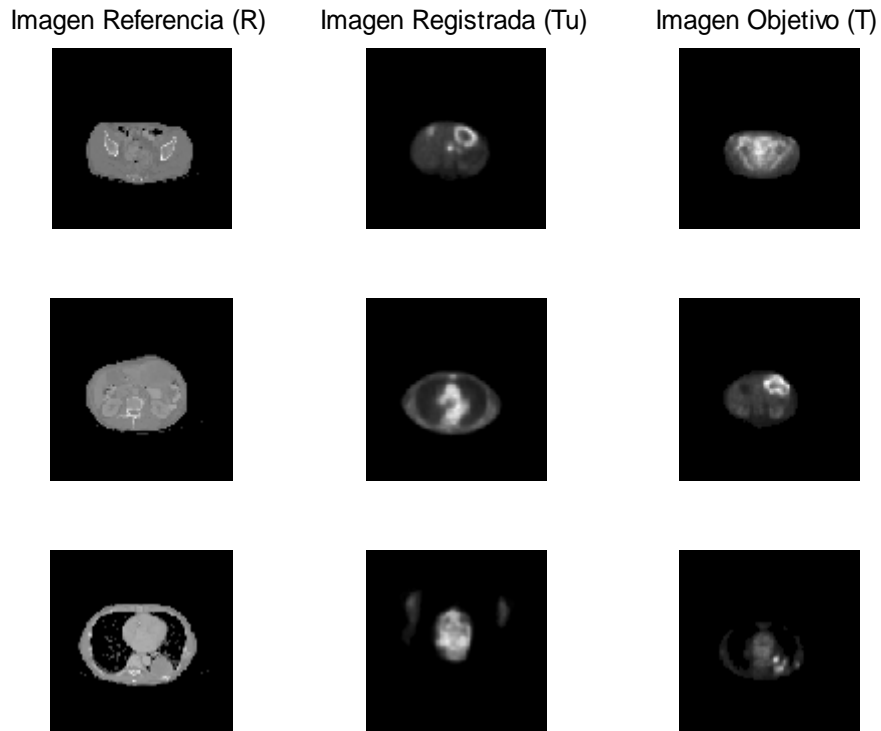 Imagen Referencia (R)
Imagen Registrada (Tu)
Imagen Objetivo (T)